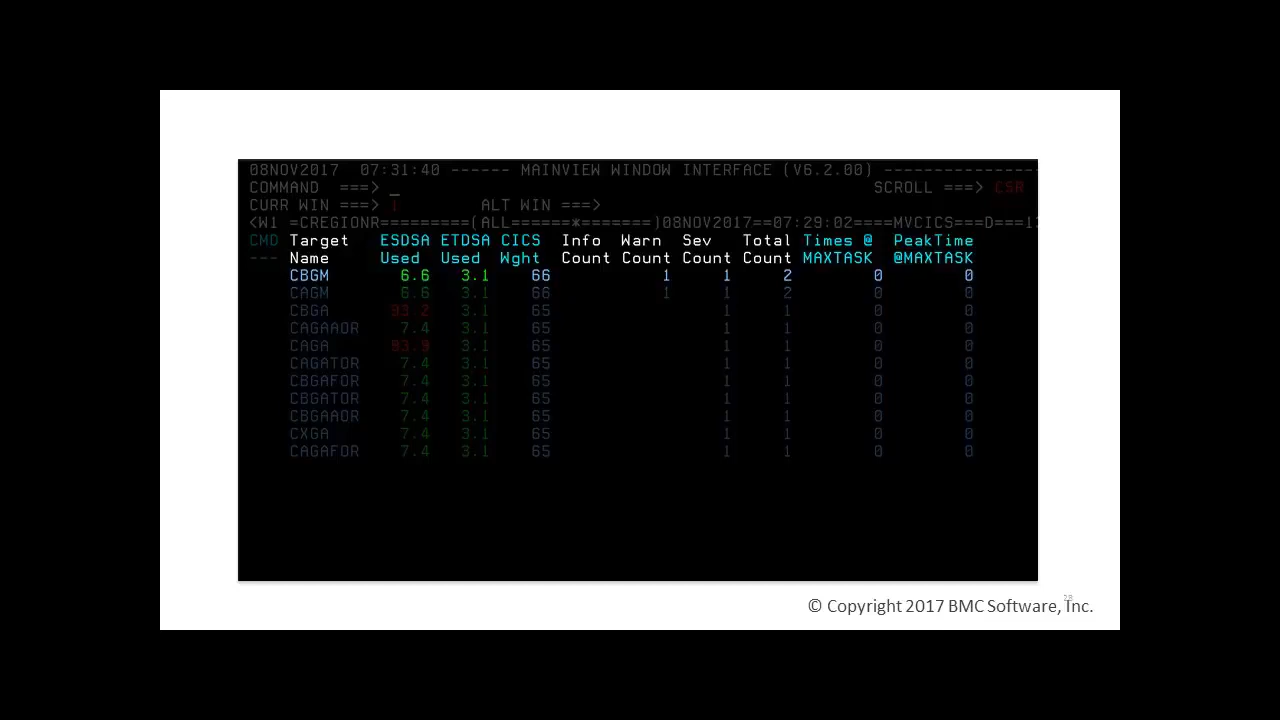 08NOV2017  07:31:40 ------ MAINVIEW WINDOW INTERFACE (V6.2.00) ----------------
COMMAND  ===> _                                               SCROLL ===> CSR
CURR WIN ===> 1        ALT WIN ===>
<W1 =CREGIONR=========(ALL======*=======)08NOV2017==07:29:02====MVCICS===D===1
CMD Target   ESDSA ETDSA CICS  Info  Warn  Sev   Total Times @  PeakTime
--- Name     Used  Used  Wght  Count Count Count Count MAXTASK  @MAXTASK
CBGM 6.6 3.1 66 1 1 2 0 0
CAGM 6.6 3.1 66 1 1 2 0 0
CBGA 93.2 3.1 65 1 1 0 0
CAGAAOR 7.4 3.1 65 1 1 0 0
CAGA 93.9 3.1 65 1 1 0 0
CAGATOR 7.4 3.1 65 1 1 0 0
CBGAFOR 7.4 3.1 65 1 1 0 0
CBGATOR 7.4 3.1 65 1 1 0 0
CBGAAOR 7.4 3.1 65 1 1 0 0
CXGA 7.4 3.1 65 1 1 0 0
CAGAFOR 7.4 3.1 65 1 1 0 0
28
© Copyright 2017 BMC Software, Inc.